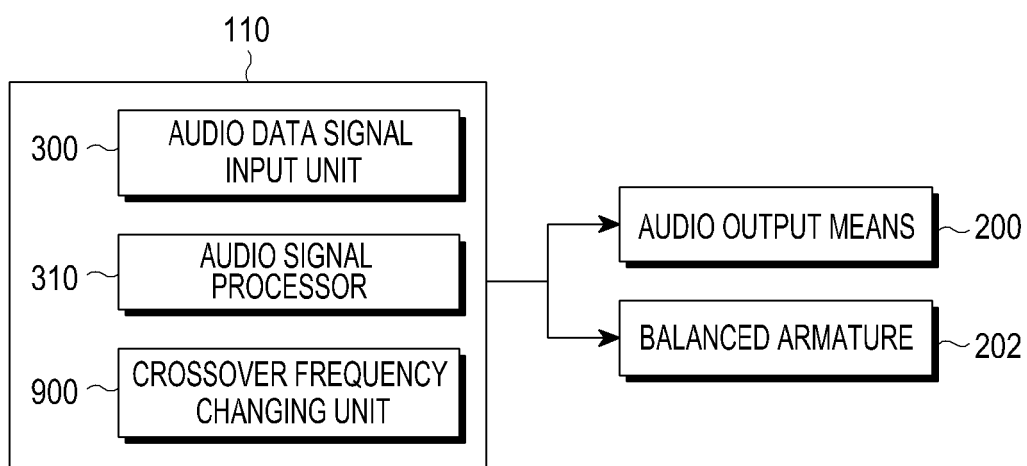 110
300
AUDIO DATA SIGNAL
INPUT UNIT
310
AUDIO SIGNAL
PROCESSOR
900
CROSSOVER FREQUENCY
CHANGING UNIT
AUDIO OUTPUT MEANS
200
BALANCED ARMATURE
202